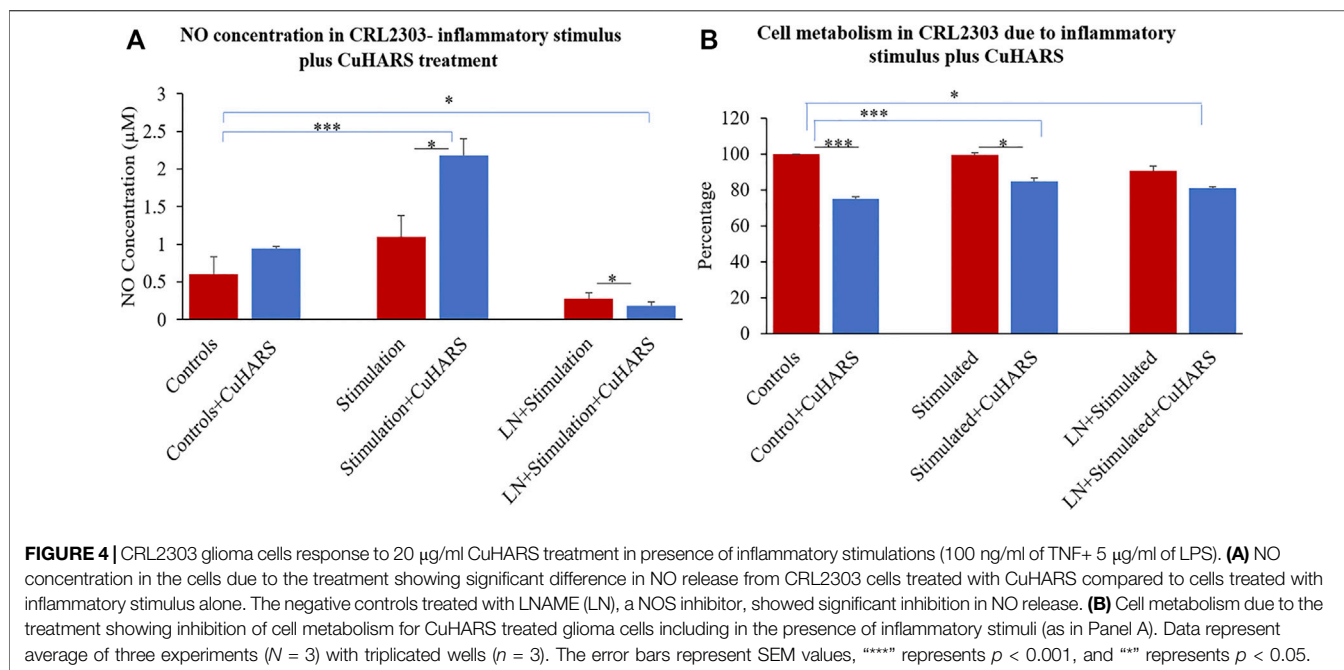 A
NO concentration in CRL2303- inflammatory stimulus
plus CuHARS treatment
NO Concentration (µM)
3
2.5
2
1.5
1
0.5
0
*
***
*
*
Controls
Controls+CuHARS
Stimulation
Stimulation+CuHARS
LN+Stimulation
LN+Stimulation+CuHARS
B
Cell metabolism in CRL2303 due to inflammatory
stimulus plus CuHARS
Percentage
120
100
80
60
40
20
0
*
***
***
*
Controls
Control+CuHARS
Stimulated
Stimulated+CuHARS
LN+Stimulated
LN+Stimulated+CuHARS
FIGURE 4 | CRL2303 glioma cells response to 20 µg/ml CuHARS treatment in presence of inflammatory stimulations (100 ng/ml of TNF+ 5 µg/ml of LPS). (A) NO
concentration in the cells due to the treatment showing significant difference in NO release from CRL2303 cells treated with CuHARS compared to cells treated with
inflammatory stimulus alone. The negative controls treated with LNAME (LN), a NOS inhibitor, showed significant inhibition in NO release. (B) Cell metabolism due to the
treatment showing inhibition of cell metabolism for CuHARS treated glioma cells including in the presence of inflammatory stimuli (as in Panel A). Data represent
average of three experiments (N = 3) with triplicated wells (n = 3). The error bars represent SEM values, “***” represents p < 0.001, and “*” represents p < 0.05.